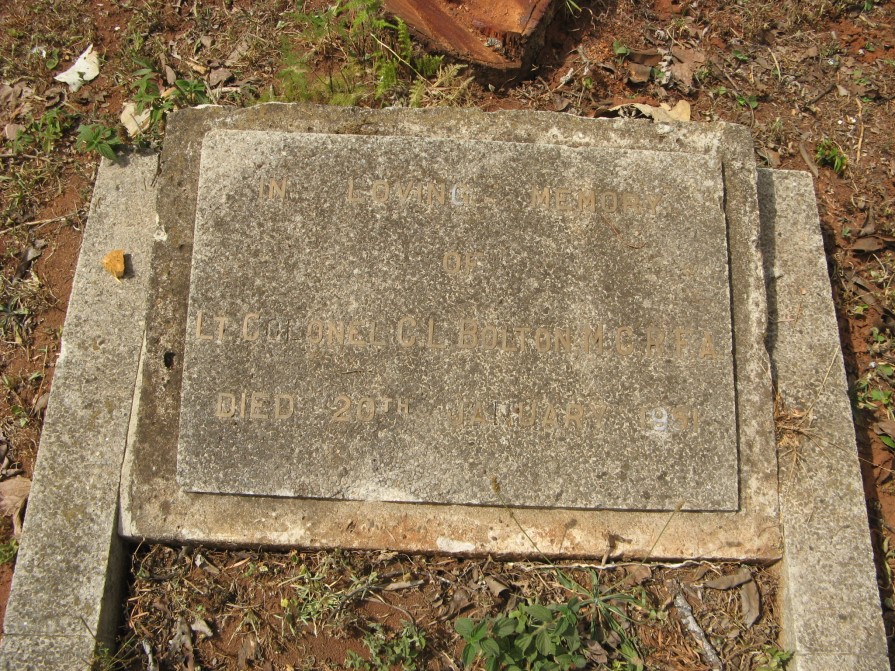 IN LOVING MEMORY
OF
LT. COLONEL C. L. BOLTON. M.C. R.F.A.
DIED 20TH JANUARY